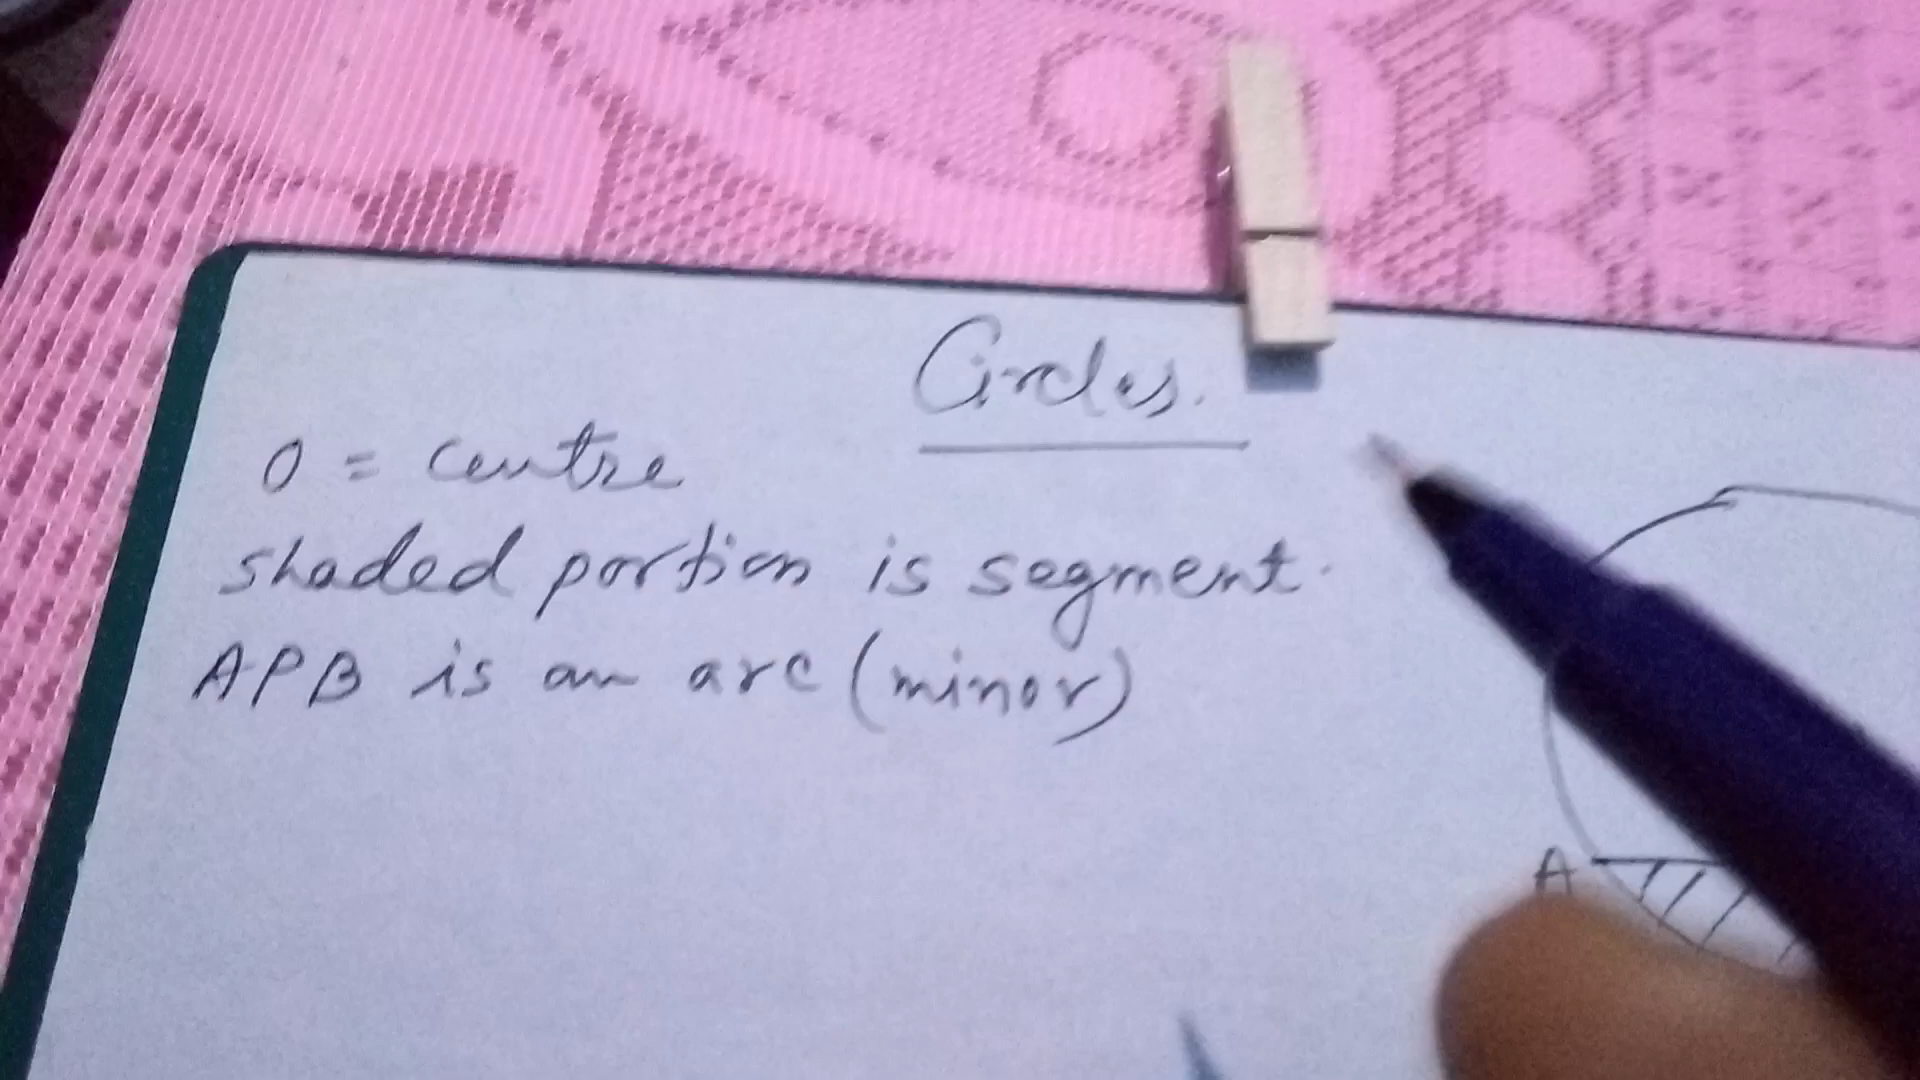 Circles.
O = centre
shaded portion is segment.
APB is an arc (minor)
A